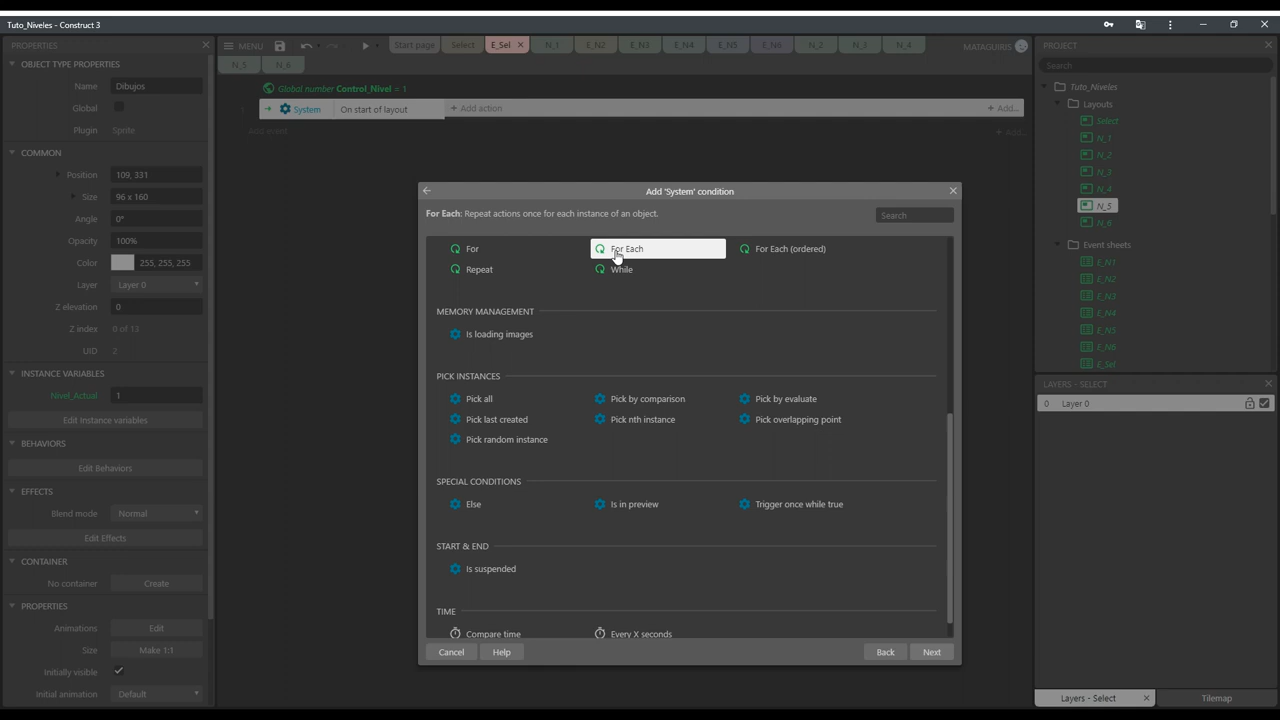 Tuto_Niveles - Construct 3
PROPERTIES
OBJECT TYPE PROPERTIES
Name Dibujos
Global
Plugin Sprite
COMMON
Position 109, 331
Size 96 x 160
Angle 0°
Opacity 100%
Color 255, 255, 255
Layer Layer 0
Z elevation 0
Z index 0 of 13
UID 2
INSTANCE VARIABLES
Nivel_Actual 1
Edit Instance variables
BEHAVIORS
Edit Behaviors
EFFECTS
Blend mode Normal
Edit Effects
CONTAINER
No container Create
PROPERTIES
Animations Edit
Size Make 1:1
Initially visible
Initial animation Default
MENU Start page Select E_Sel N_1 E_N2 E_N3 E_N4 E_N5 E_N6 N_2 N_3 N_4 MATAGUIRIS
N_5 N_6
Global number Control_Nivel = 1
System On start of layout + Add action + Add...
Add event + Add...
Add 'System' condition
For Each: Repeat actions once for each instance of an object. Search
For For Each For Each (ordered)
Repeat While
MEMORY MANAGEMENT
Is loading images
PICK INSTANCES
Pick all Pick by comparison Pick by evaluate
Pick last created Pick nth instance Pick overlapping point
Pick random instance
SPECIAL CONDITIONS
Else Is in preview Trigger once while true
START & END
Is suspended
TIME
Compare time Every X seconds
Cancel Help Back Next
PROJECT
Search
Tuto_Niveles
Layouts
Select
N_1
N_2
N_3
N_4
N_5
N_6
Event sheets
E_N1
E_N2
E_N3
E_N4
E_N5
E_N6
E_Sel
LAYERS - SELECT
0 Layer 0
Layers - Select Tilemap